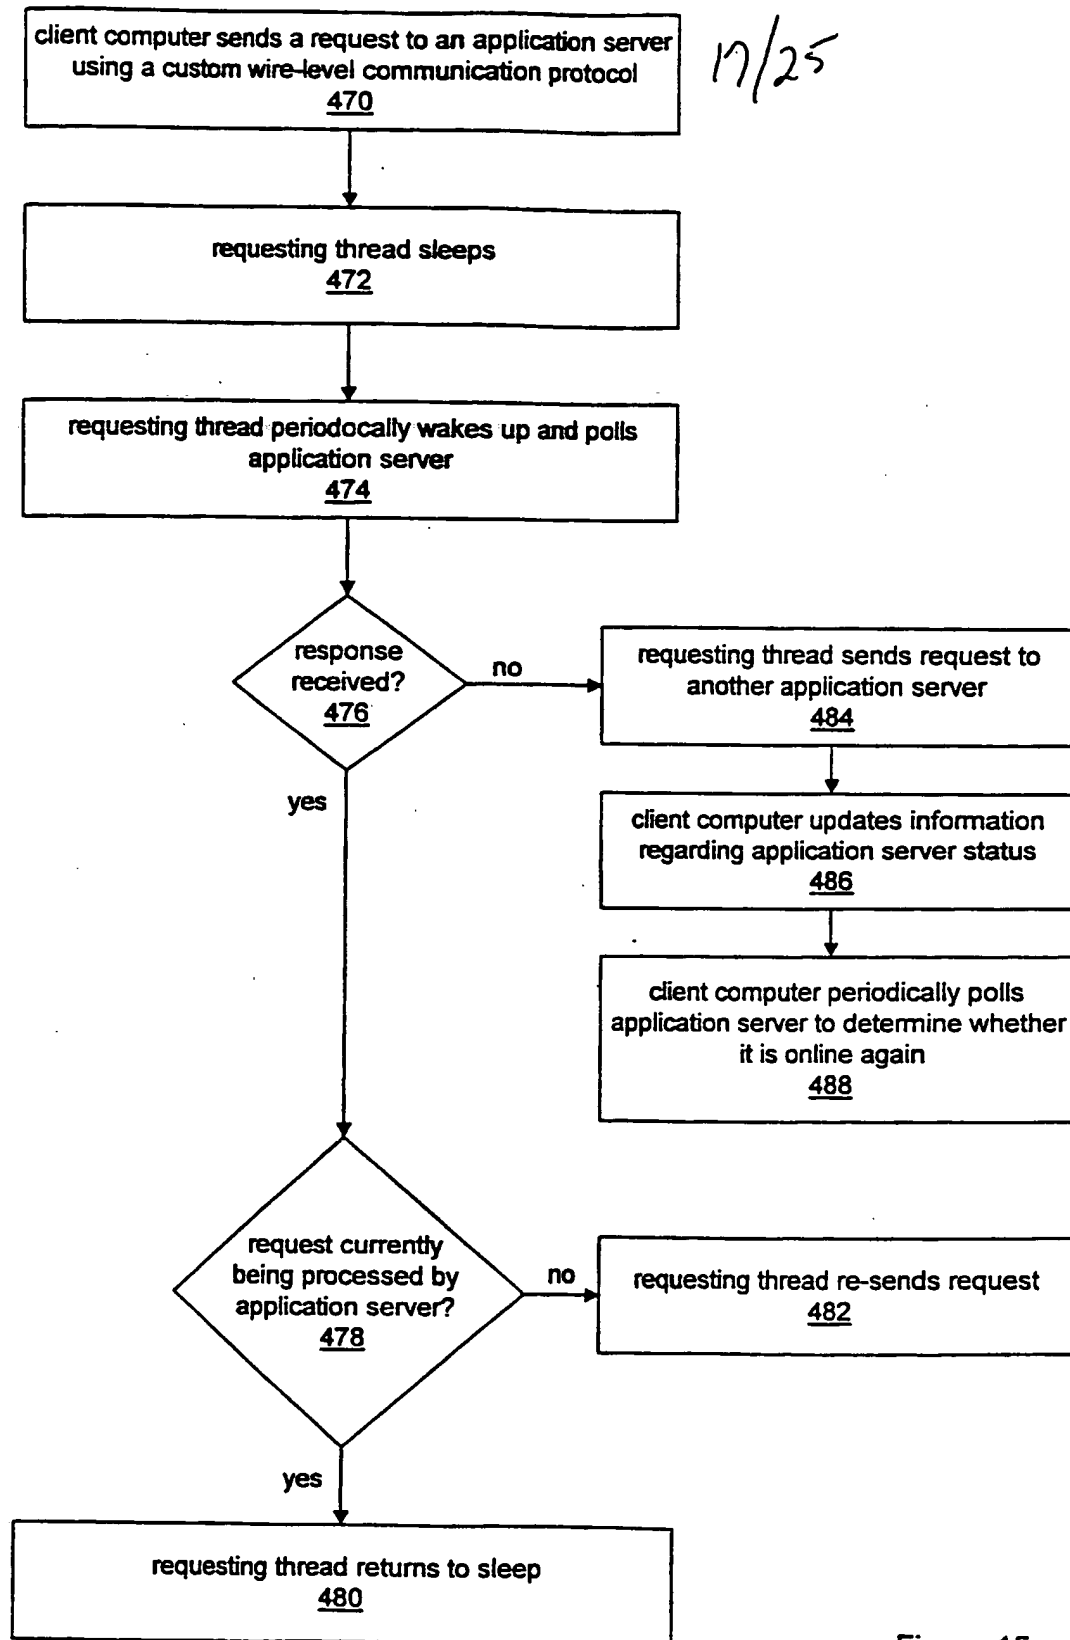 client computer sends a request to an application server
using a custom wire-level communication protocol
470
17/25
requesting thread sleeps
472
requesting thread periodocally wakes up and polls
application server
474
response
received?
476
no
yes
requesting thread sends request to
another application server
484
client computer updates information
regarding application server status
486
client computer periodically polls
application server to determine whether
it is online again
488
request currently
being processed by
application server?
478
no
requesting thread re-sends request
482
yes
requesting thread returns to sleep
480